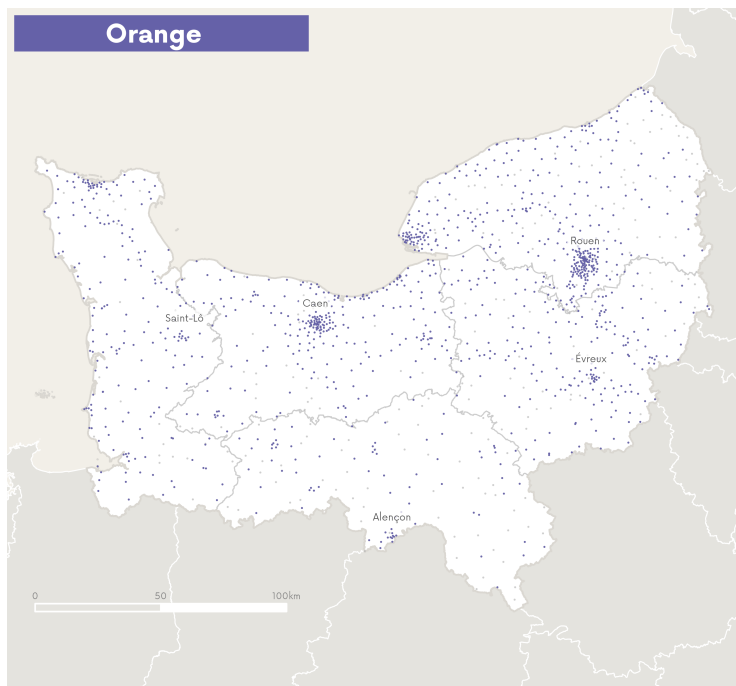 Orange
Rouen
Caen
Saint-Lô
Évreux
Alençon
0 50 100km